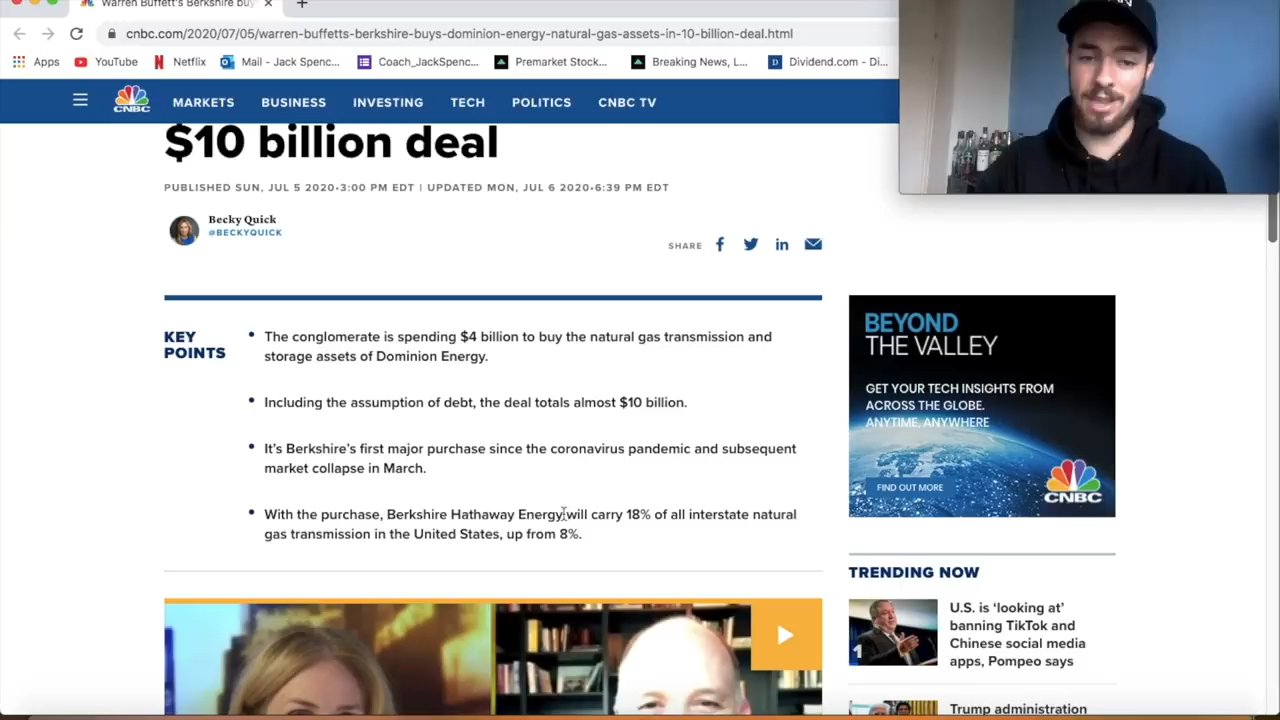 Warren Buffett's Berkshire buy
cnbc.com/2020/07/05/warren-buffetts-berkshire-buys-dominion-energy-natural-gas-assets-in-10-billion-deal.html
Apps YouTube Netflix Mail - Jack Spenc... Coach_JackSpenc... Premarket Stock... Breaking News, L... Dividend.com - Di...
CNBC MARKETS BUSINESS INVESTING TECH POLITICS CNBC TV
$10 billion deal
PUBLISHED SUN, JUL 5 2020•3:00 PM EDT | UPDATED MON, JUL 6 2020•6:39 PM EDT
Becky Quick
@BECKYQUICK
SHARE
KEY
POINTS
• The conglomerate is spending $4 billion to buy the natural gas transmission and
storage assets of Dominion Energy.
• Including the assumption of debt, the deal totals almost $10 billion.
• It's Berkshire's first major purchase since the coronavirus pandemic and subsequent
market collapse in March.
• With the purchase, Berkshire Hathaway Energy will carry 18% of all interstate natural
gas transmission in the United States, up from 8%.
BEYOND
THE VALLEY
GET YOUR TECH INSIGHTS FROM
ACROSS THE GLOBE.
ANYTIME, ANYWHERE
FIND OUT MORE
CNBC
TRENDING NOW
U.S. is 'looking at'
banning TikTok and
Chinese social media
apps, Pompeo says
Trump administration